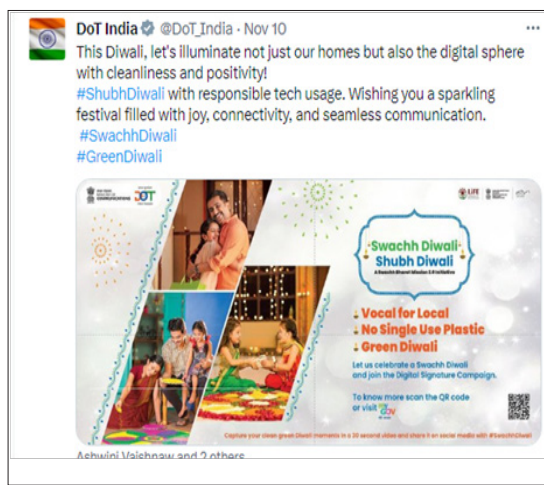 DoT India @DoT_India · Nov 10
This Diwali, let's illuminate not just our homes but also the digital sphere
with cleanliness and positivity!
#ShubhDiwali with responsible tech usage. Wishing you a sparkling
festival filled with joy, connectivity, and seamless communication.
#SwachhDiwali
#GreenDiwali
COMMUNICATIONS
DOT
LiFE
Swachh Diwali
Shubh Diwali
A Swachh Bharat Mission 2.0 Initiative
Vocal for Local
No Single Use Plastic
Green Diwali
Let us celebrate a Swachh Diwali
and join the Digital Signature Campaign.
To know more scan the QR code
or visit my GOV
Capture your clean green Diwali moments in a 30 second video and share it on social media with #SwachhDiwali
Ashwini Vaishnaw and 2 others